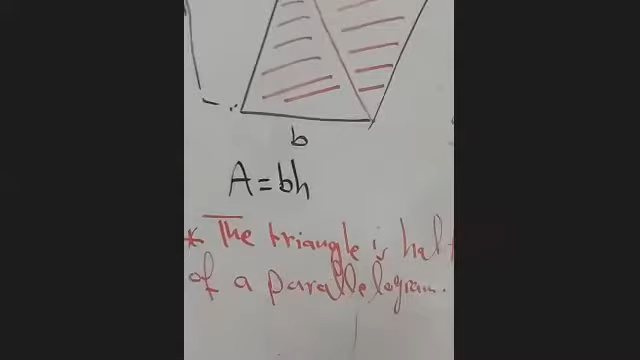 b
A = bh
* The triangle is half
of a parallelogram.